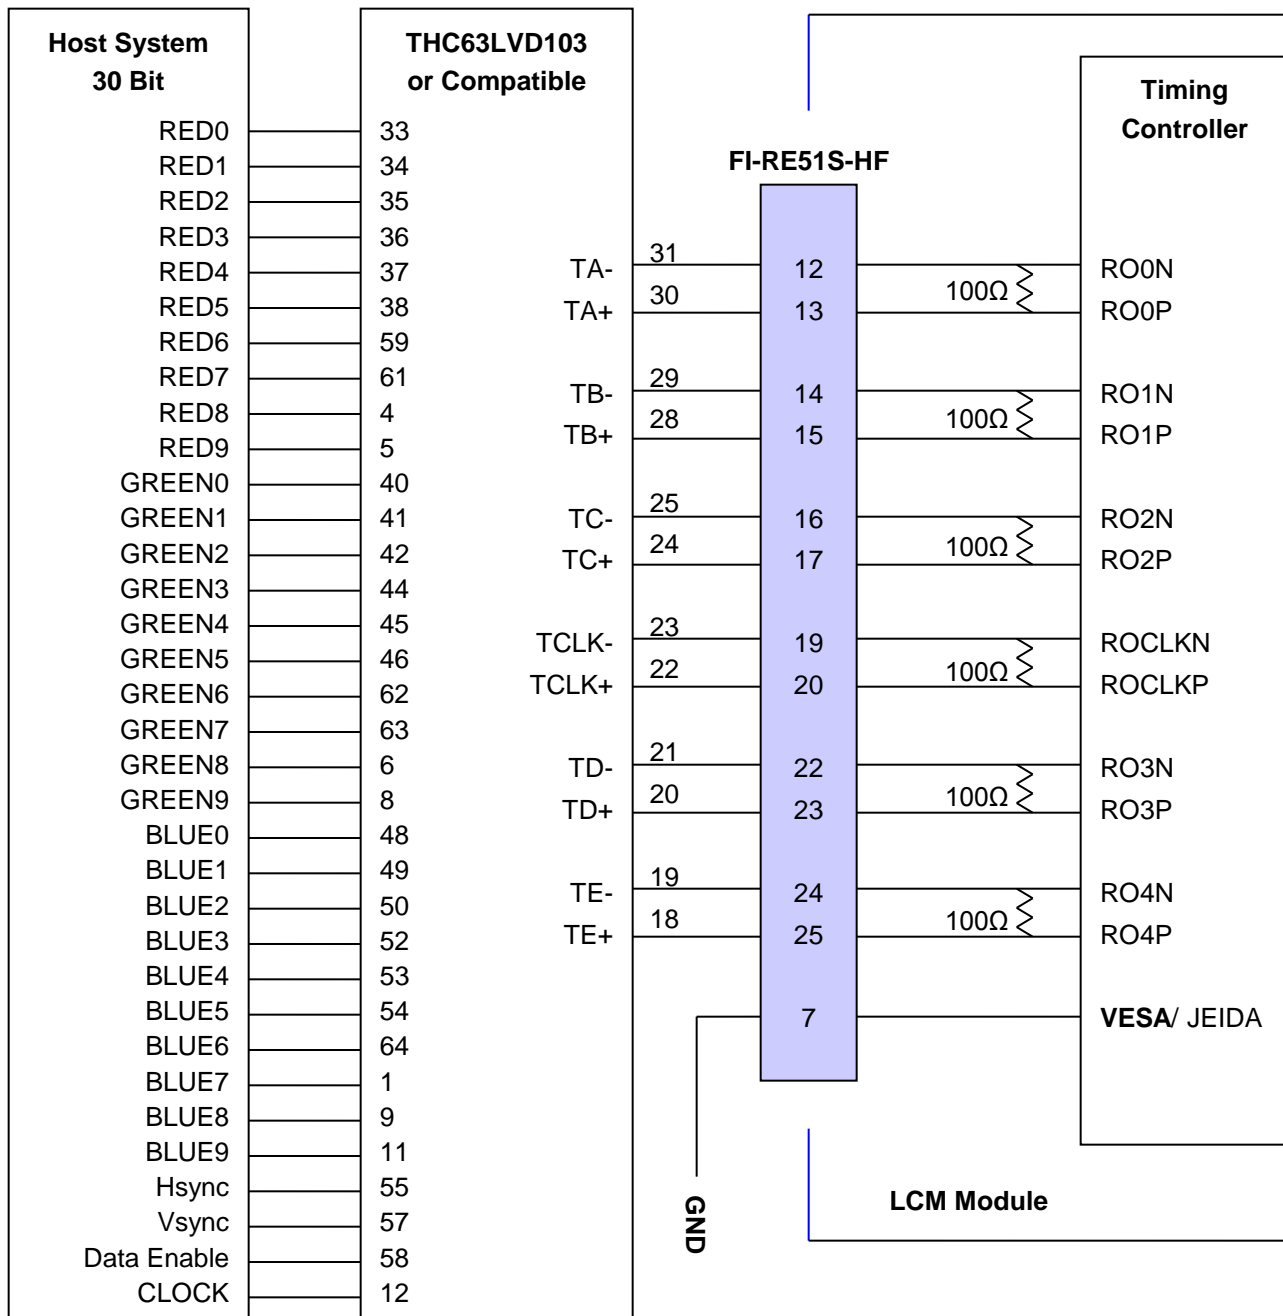 Host System
30 Bit
RED0
RED1
RED2
RED3
RED4
RED5
RED6
RED7
RED8
RED9
GREEN0
GREEN1
GREEN2
GREEN3
GREEN4
GREEN5
GREEN6
GREEN7
GREEN8
GREEN9
BLUE0
BLUE1
BLUE2
BLUE3
BLUE4
BLUE5
BLUE6
BLUE7
BLUE8
BLUE9
Hsync
Vsync
Data Enable
CLOCK
THC63LVD103
or Compatible
33
34
35
36
37
38
59
61
4
5
40
41
42
44
45
46
62
63
6
8
48
49
50
52
53
54
64
1
9
11
55
57
58
12
TA-
TA+
TB-
TB+
TC-
TC+
TCLK-
TCLK+
TD-
TD+
TE-
TE+
31
30
29
28
25
24
23
22
21
20
19
18
GND
FI-RE51S-HF
12
13
14
15
16
17
19
20
22
23
24
25
7
100Ω
100Ω
100Ω
100Ω
100Ω
100Ω
Timing
Controller
RO0N
RO0P
RO1N
RO1P
RO2N
RO2P
ROCLKN
ROCLKP
RO3N
RO3P
RO4N
RO4P
VESA/ JEIDA
LCM Module